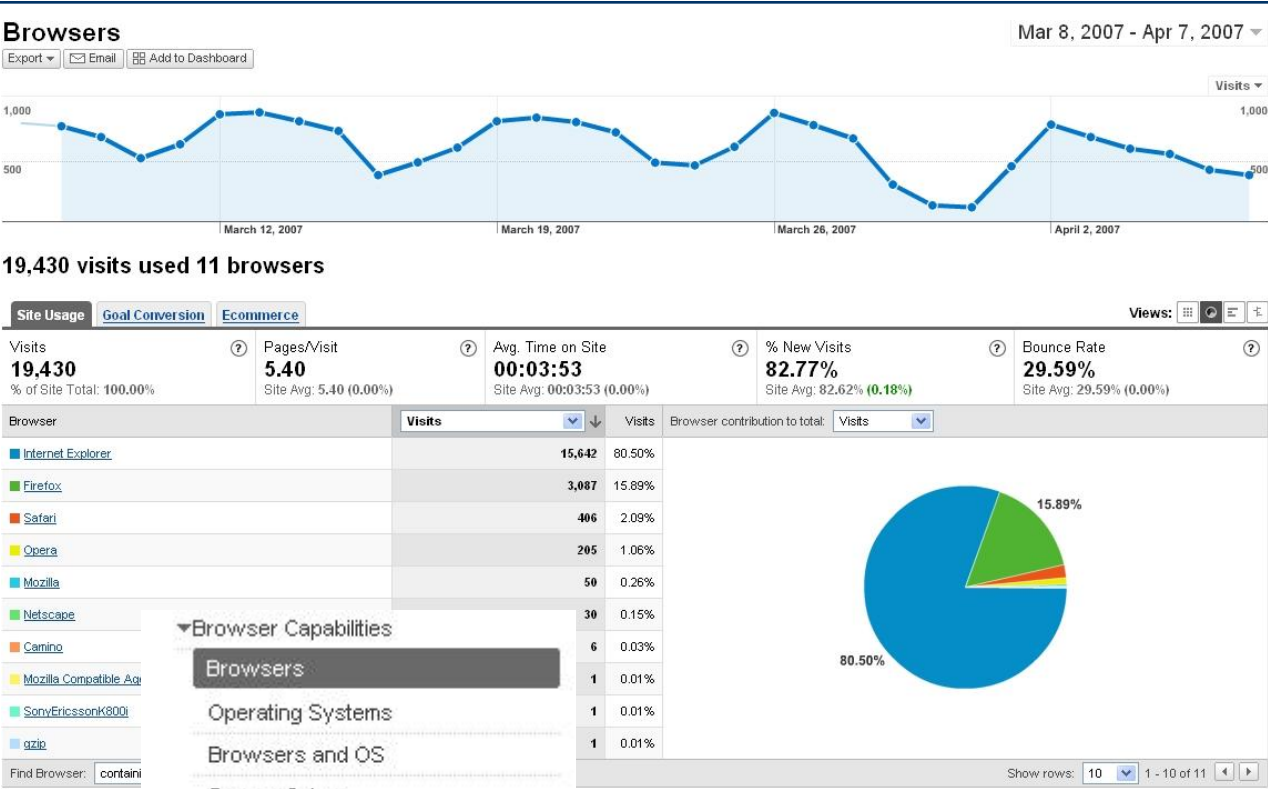 Browsers
Mar 8, 2007 - Apr 7, 2007
Export Email Add to Dashboard
Visits
1,000 1,000
500 500
March 12, 2007 March 19, 2007 March 26, 2007 April 2, 2007
19,430 visits used 11 browsers
Site Usage Goal Conversion Ecommerce Views:
Visits ? Pages/Visit ? Avg. Time on Site ? % New Visits ? Bounce Rate ?
19,430 5.40 00:03:53 82.77% 29.59%
% of Site Total: 100.00% Site Avg: 5.40 (0.00%) Site Avg: 00:03:53 (0.00%) Site Avg: 82.62% (0.18%) Site Avg: 29.59% (0.00%)
Browser Visits Visits Browser contribution to total: Visits
Internet Explorer 15,642 80.50%
Firefox 3,087 15.89%
Safari 406 2.09%
Opera 205 1.06%
Mozilla 50 0.26%
Netscape 30 0.15%
Camino 6 0.03%
Mozilla Compatible 1 0.01%
SonyEricssonK800i 1 0.01%
gzip 1 0.01%
15.89%
80.50%
Browser Capabilities
Browsers
Operating Systems
Browsers and OS
Find Browser: Show rows: 10 1 - 10 of 11